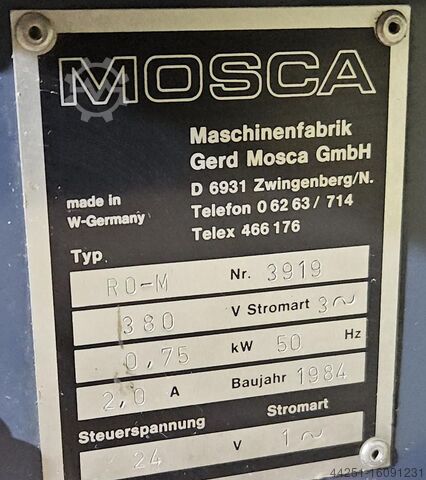 MOSCA
Maschinenfabrik
Gerd Mosca GmbH
D 6931 Zwingenberg/N.
Telefon 0 62 63 / 714
Telex 466 176
made in
W-Germany
Typ
RO-M Nr. 3919
380 V Stromart 3~
0,75 kW 50 Hz
2,0 A Baujahr 1984
Steuerspannung Stromart
24 V 1~
44251-16091231